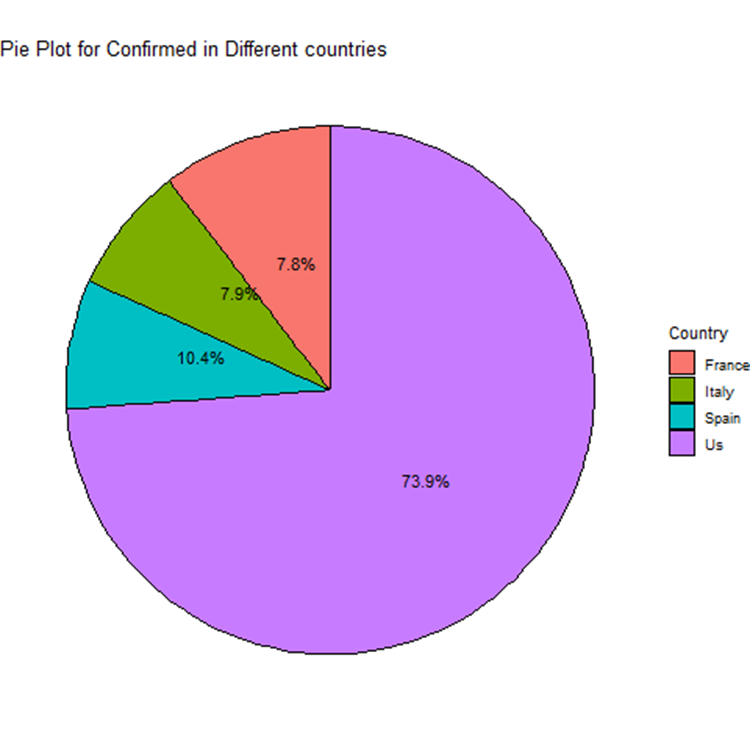 Pie Plot for Confirmed in Different countries
7.8%
7.9%
10.4%
73.9%
Country
France
Italy
Spain
Us